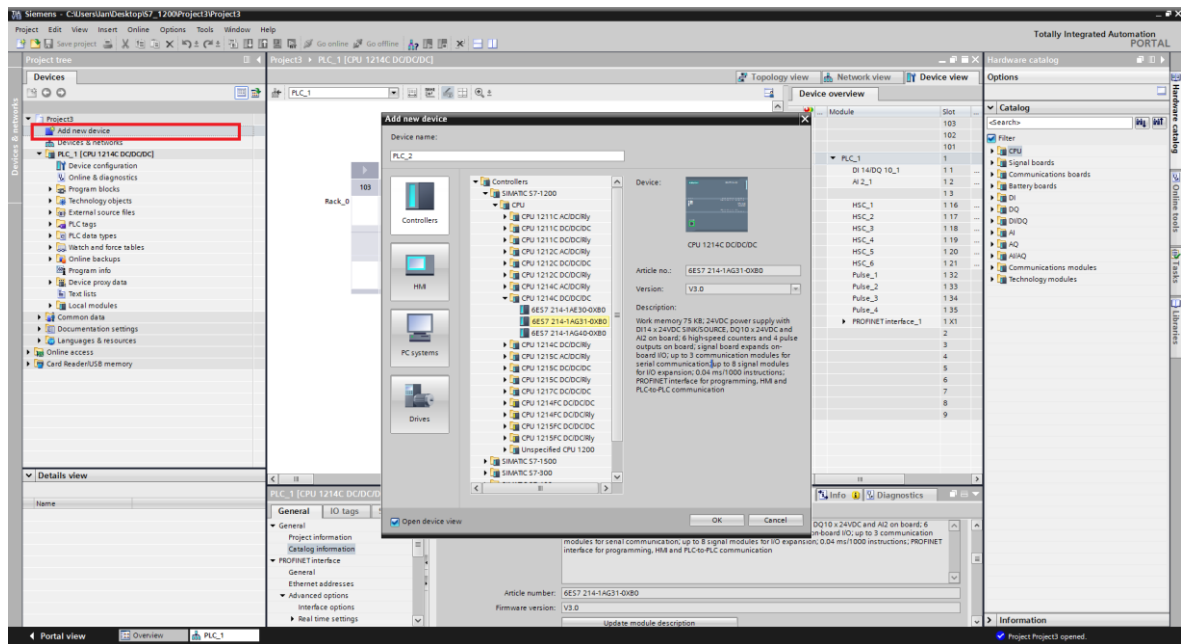 Siemens - C:\Users\Jan\Desktop\S7_1200\Project3\Project3
Project Edit View Insert Online Options Tools Window Help
Save project
Go online
Go offline
Totally Integrated Automation
PORTAL
Project tree
Devices
Devices & networks
Project3
Add new device
Devices & networks
PLC_1 [CPU 1214C DC/DC/DC]
Device configuration
Online & diagnostics
Program blocks
Technology objects
External source files
PLC tags
PLC data types
Watch and force tables
Online backups
Program info
Device proxy data
Text lists
Local modules
Common data
Documentation settings
Languages & resources
Online access
Card Reader/USB memory
Details view
Name
Project3 ▸ PLC_1 [CPU 1214C DC/DC/DC]
Topology view
Network view
Device view
PLC_1
Rack_0
103
Add new device
Device name:
PLC_2
Controllers
HMI
PC systems
Drives
Controllers
SIMATIC S7-1200
CPU
CPU 1211C AC/DC/Rly
CPU 1211C DC/DC/DC
CPU 1211C DC/DC/Rly
CPU 1212C AC/DC/Rly
CPU 1212C DC/DC/DC
CPU 1212C DC/DC/Rly
CPU 1214C AC/DC/Rly
CPU 1214C DC/DC/DC
6ES7 214-1AE30-0XB0
6ES7 214-1AG31-0XB0
6ES7 214-1AG40-0XB0
CPU 1214C DC/DC/Rly
CPU 1215C AC/DC/Rly
CPU 1215C DC/DC/DC
CPU 1215C DC/DC/Rly
CPU 1217C DC/DC/DC
CPU 1214FC DC/DC/DC
CPU 1214FC DC/DC/Rly
CPU 1215FC DC/DC/DC
CPU 1215FC DC/DC/Rly
Unspecified CPU 1200
SIMATIC S7-1500
SIMATIC S7-300
Device:
CPU 1214C DC/DC/DC
Article no.: 6ES7 214-1AG31-0XB0
Version: V3.0
Description:
Work memory 75 KB; 24VDC power supply with
DI14 x 24VDC SINK/SOURCE, DQ10 x 24VDC and
AI2 on board; 6 high-speed counters and 4 pulse
outputs on board; signal board expands on-
board I/O; up to 3 communication modules for
serial communication; up to 8 signal modules
for I/O expansion; 0.04 ms/1000 instructions;
PROFINET interface for programming, HMI and
PLC-to-PLC communication
Open device view
OK
Cancel
Device overview
Module Slot
103
102
101
PLC_1 1
DI 14/DQ 10_1 1 1
AI 2_1 1 2
1 3
HSC_1 1 16
HSC_2 1 17
HSC_3 1 18
HSC_4 1 19
HSC_5 1 20
HSC_6 1 21
Pulse_1 1 32
Pulse_2 1 33
Pulse_3 1 34
Pulse_4 1 35
PROFINET interface_1 1 X1
2
3
4
5
6
7
8
9
Hardware catalog
Options
Catalog
<Search>
Filter
CPU
Signal boards
Communications boards
Battery boards
DI
DQ
DI/DQ
AI
AQ
AI/AQ
Communications modules
Technology modules
Information
Hardware catalog
Online tools
Tasks
Libraries
PLC_1 [CPU 1214C DC/DC/D
Info
Diagnostics
General
IO tags
General
Project information
Catalog information
PROFINET interface
General
Ethernet addresses
Advanced options
Interface options
Real time settings
DQ10 x 24VDC and AI2 on board; 6
n-board I/O; up to 3 communication
modules for serial communication; up to 8 signal modules for I/O expansion; 0.04 ms/1000 instructions; PROFINET
interface for programming, HMI and PLC-to-PLC communication
Article number: 6ES7 214-1AG31-0XB0
Firmware version: V3.0
Update module description
Portal view
Overview
PLC_1
Project Project3 opened.